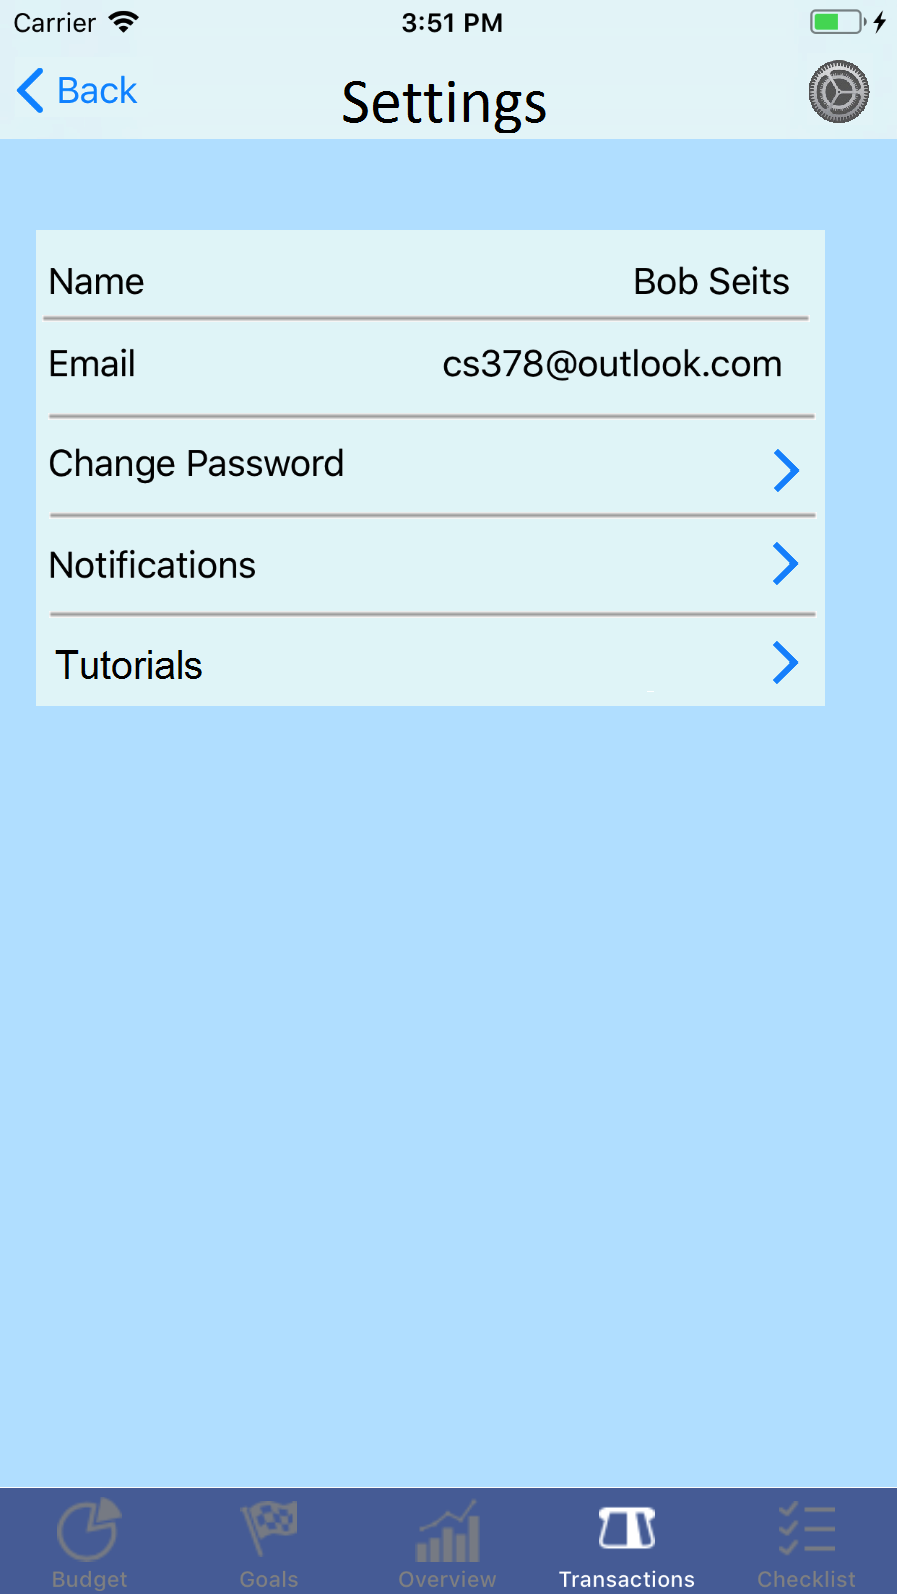 Carrier 3:51 PM
Back Settings
Name Bob Seits
Email cs378@outlook.com
Change Password
Notifications
Tutorials
Budget Goals Overview Transactions Checklist